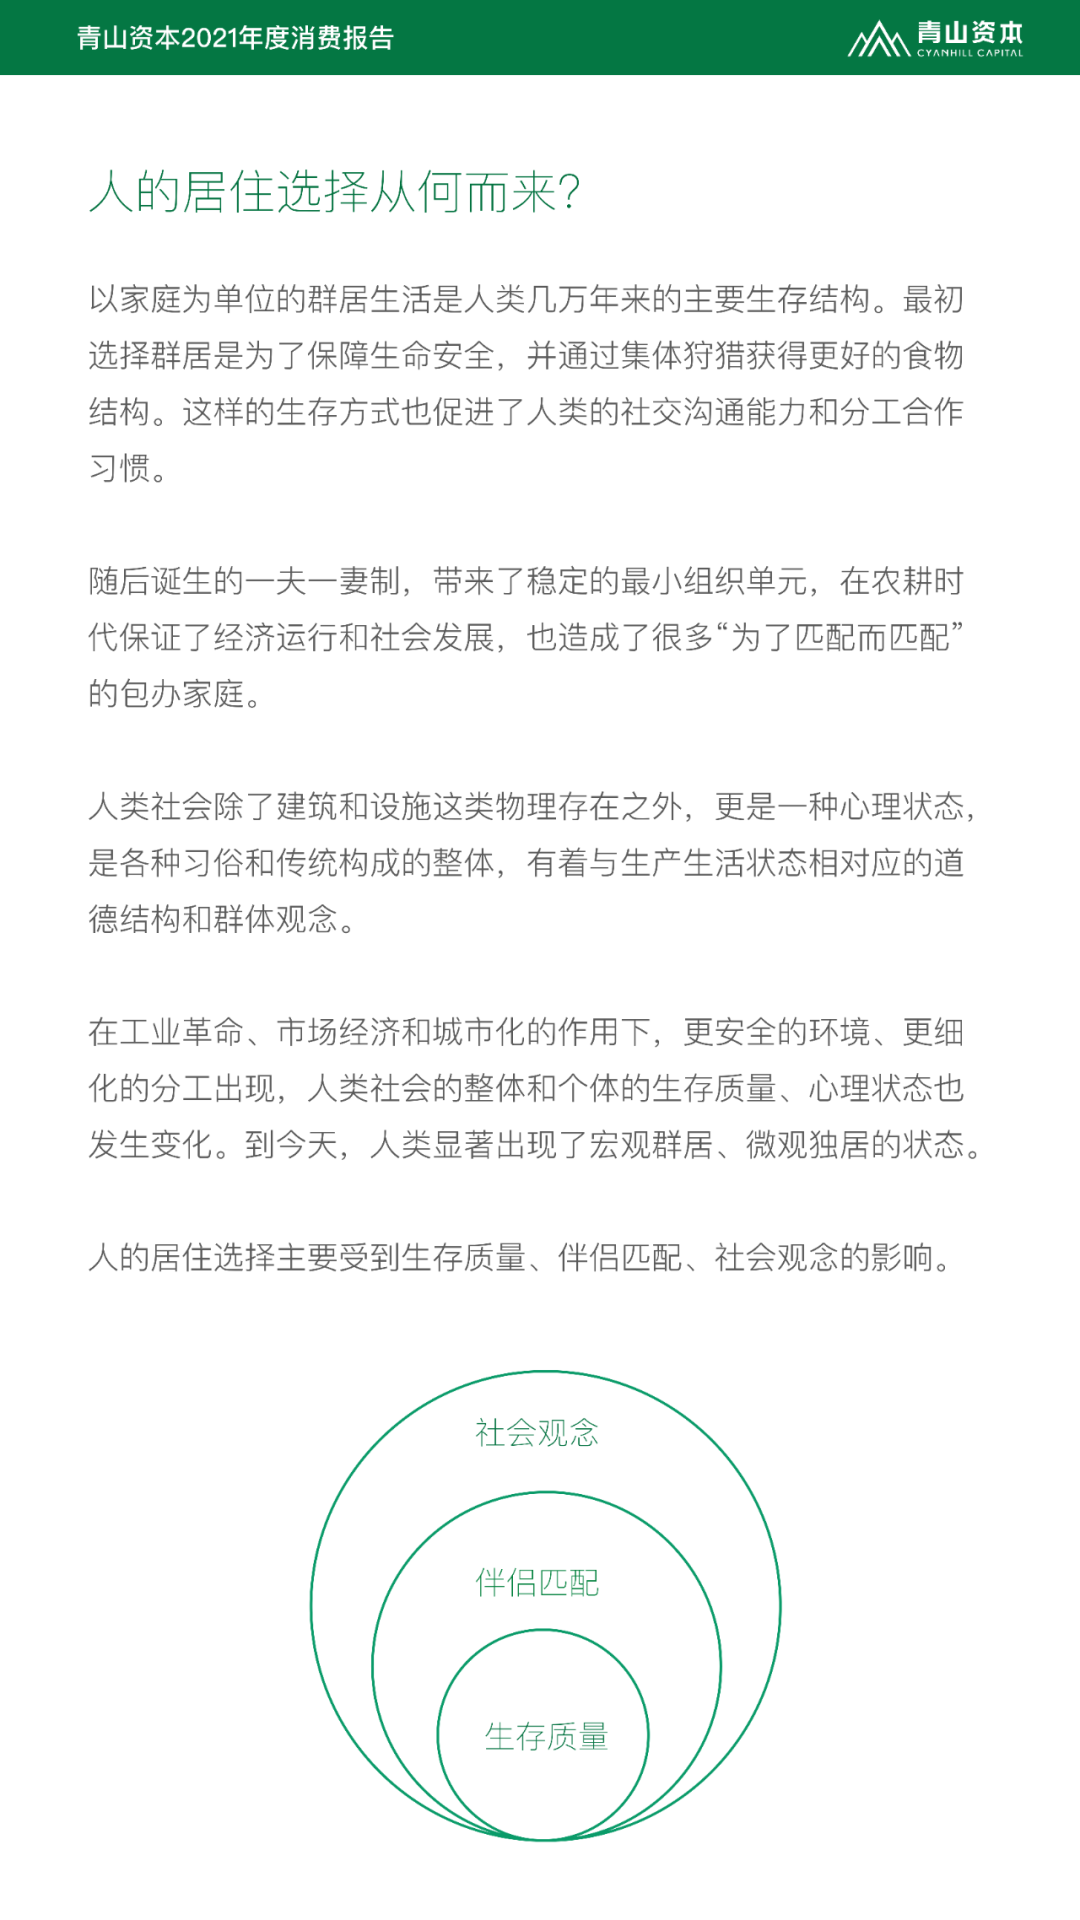 青山资本2021年度消费报告
青山资本
CYANHILL CAPITAL
人的居住选择从何而来?
以家庭为单位的群居生活是人类几万年来的主要生存结构。最初
选择群居是为了保障生命安全，并通过集体狩猎获得更好的食物
结构。这样的生存方式也促进了人类的社交沟通能力和分工合作
习惯。
随后诞生的一夫一妻制，带来了稳定的最小组织单元，在农耕时
代保证了经济运行和社会发展，也造成了很多“为了匹配而匹配”
的包办家庭。
人类社会除了建筑和设施这类物理存在之外，更是一种心理状态，
是各种习俗和传统构成的整体，有着与生产生活状态相对应的道
德结构和群体观念。
在工业革命、市场经济和城市化的作用下，更安全的环境、更细
化的分工出现，人类社会的整体和个体的生存质量、心理状态也
发生变化。到今天，人类显著出现了宏观群居、微观独居的状态。
人的居住选择主要受到生存质量、伴侣匹配、社会观念的影响。
社会观念
伴侣匹配
生存质量